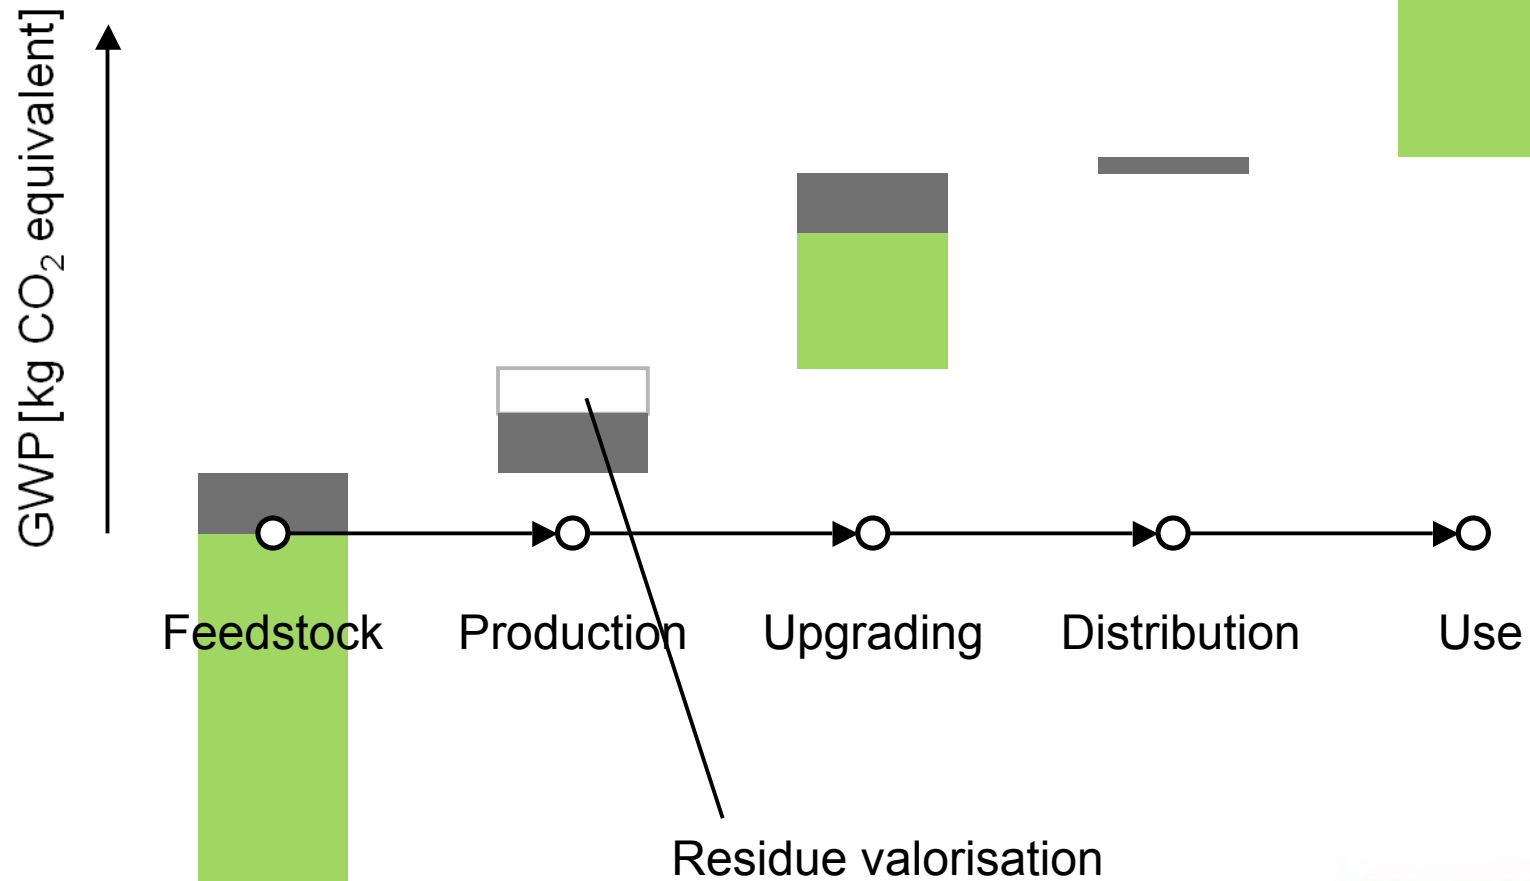 GWP [kg CO₂ equivalent]
Feedstock
Production
Upgrading
Distribution
Use
Residue valorisation